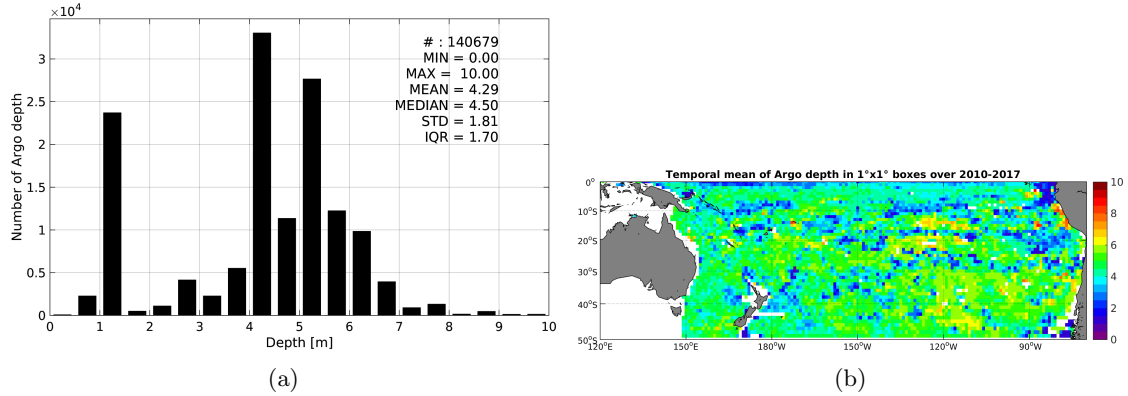 ×10⁴
# : 140679
MIN = 0.00
MAX = 10.00
MEAN = 4.29
MEDIAN = 4.50
STD = 1.81
IQR = 1.70
Number of Argo depth
3
2.5
2
1.5
1
0.5
0
0 1 2 3 4 5 6 7 8 9 10
Depth [m]
(a)
Temporal mean of Argo depth in 1°x1° boxes over 2010-2017
0°
10°S
20°S
30°S
40°S
50°S
120°E 150°E 180°W 150°W 120°W 90°W
10
8
6
4
2
0
(b)